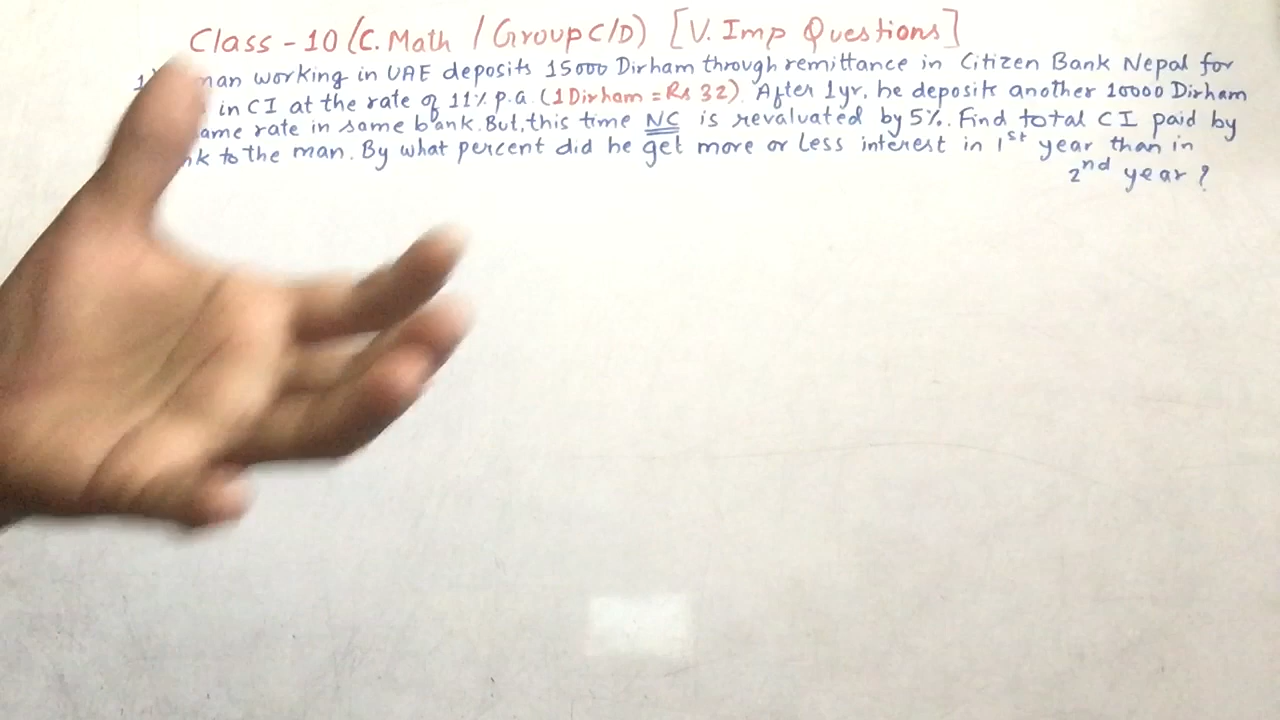 Class - 10 (C. Math / Group C/D) [V. Imp Questions]
1) man working in UAE deposits 15000 Dirham through remittance in Citizen Bank Nepal for
in CI at the rate of 11% p.a. (1 Dirham = Rs 32). After 1yr. he deposits another 10000 Dirham
ame rate in same bank. But, this time NC is revaluated by 5%. Find total CI paid by
nk to the man. By what percent did he get more or less interest in 1st year than in
2nd year ?